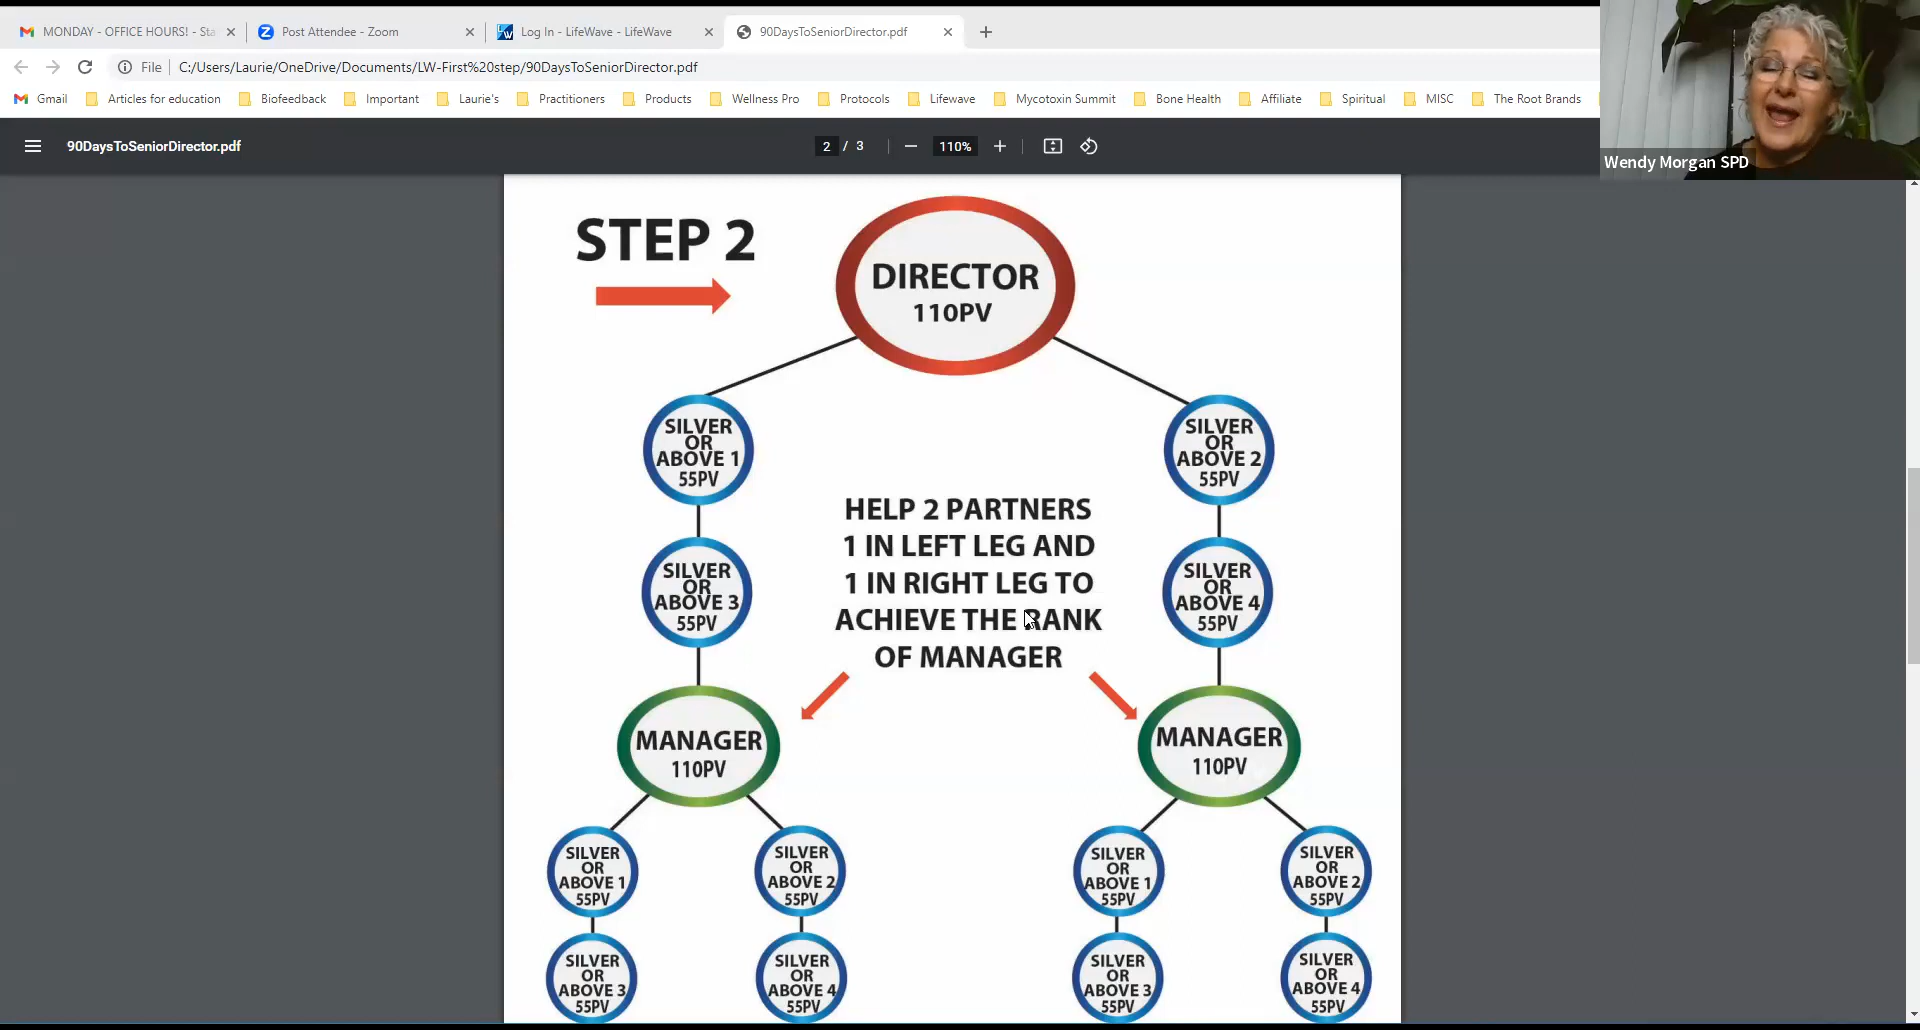 MONDAY - OFFICE HOURS! - Sta
Post Attendee - Zoom
Log In - LifeWave - LifeWave
90DaysToSeniorDirector.pdf
File
C:/Users/Laurie/OneDrive/Documents/LW-First%20step/90DaysToSeniorDirector.pdf
Gmail
Articles for education
Biofeedback
Important
Laurie's
Practitioners
Products
Wellness Pro
Protocols
Lifewave
Mycotoxin Summit
Bone Health
Affiliate
Spiritual
MISC
The Root Brands
Wendy Morgan SPD
90DaysToSeniorDirector.pdf
2 / 3
110%
STEP 2
DIRECTOR
110PV
SILVER
OR
ABOVE 1
55PV
SILVER
OR
ABOVE 2
55PV
HELP 2 PARTNERS
1 IN LEFT LEG AND
1 IN RIGHT LEG TO
ACHIEVE THE RANK
OF MANAGER
SILVER
OR
ABOVE 3
55PV
SILVER
OR
ABOVE 4
55PV
MANAGER
110PV
MANAGER
110PV
SILVER
OR
ABOVE 1
55PV
SILVER
OR
ABOVE 2
55PV
SILVER
OR
ABOVE 1
55PV
SILVER
OR
ABOVE 2
55PV
SILVER
OR
ABOVE 3
55PV
SILVER
OR
ABOVE 4
55PV
SILVER
OR
ABOVE 3
55PV
SILVER
OR
ABOVE 4
55PV